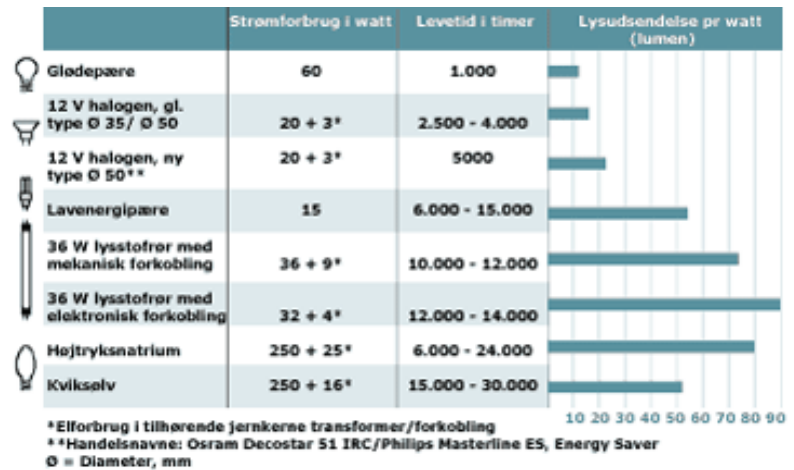 Strømforbrug i watt Levetid i timer Lysudsendelse pr watt
(lumen)
Glødepære 60 1.000
12 V halogen, gl.
type Ø 35/ Ø 50 20 + 3* 2.500 - 4.000
12 V halogen, ny 20 + 3* 5000
type Ø 50**
Lavenergipære 15 6.000 - 15.000
36 W lysstofrør med
mekanisk forkobling 36 + 9* 10.000 - 12.000
36 W lysstofrør med
elektronisk forkobling 32 + 4* 12.000 - 14.000
Højtryksnatrium 250 + 25* 6.000 - 24.000
Kviksølv 250 + 16* 15.000 - 30.000
10 20 30 40 50 60 70 80 90
*Elforbrug i tilhørende jernkerne transformer/forkobling
**Handelsnavne: Osram Decostar 51 IRC/Philips Masterline ES, Energy Saver
Ø = Diameter, mm